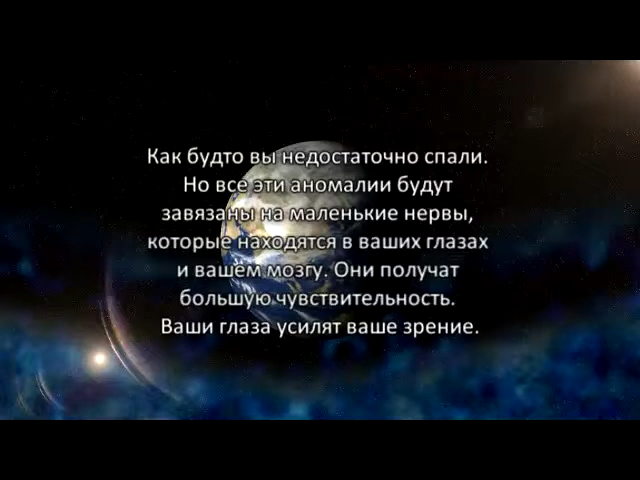 Как будто вы недостаточно спали.
Но все эти аномалии будут
завязаны на маленькие нервы,
которые находятся в ваших глазах
и вашем мозгу. Они получат
большую чувствительность.
Ваши глаза усилят ваше зрение.